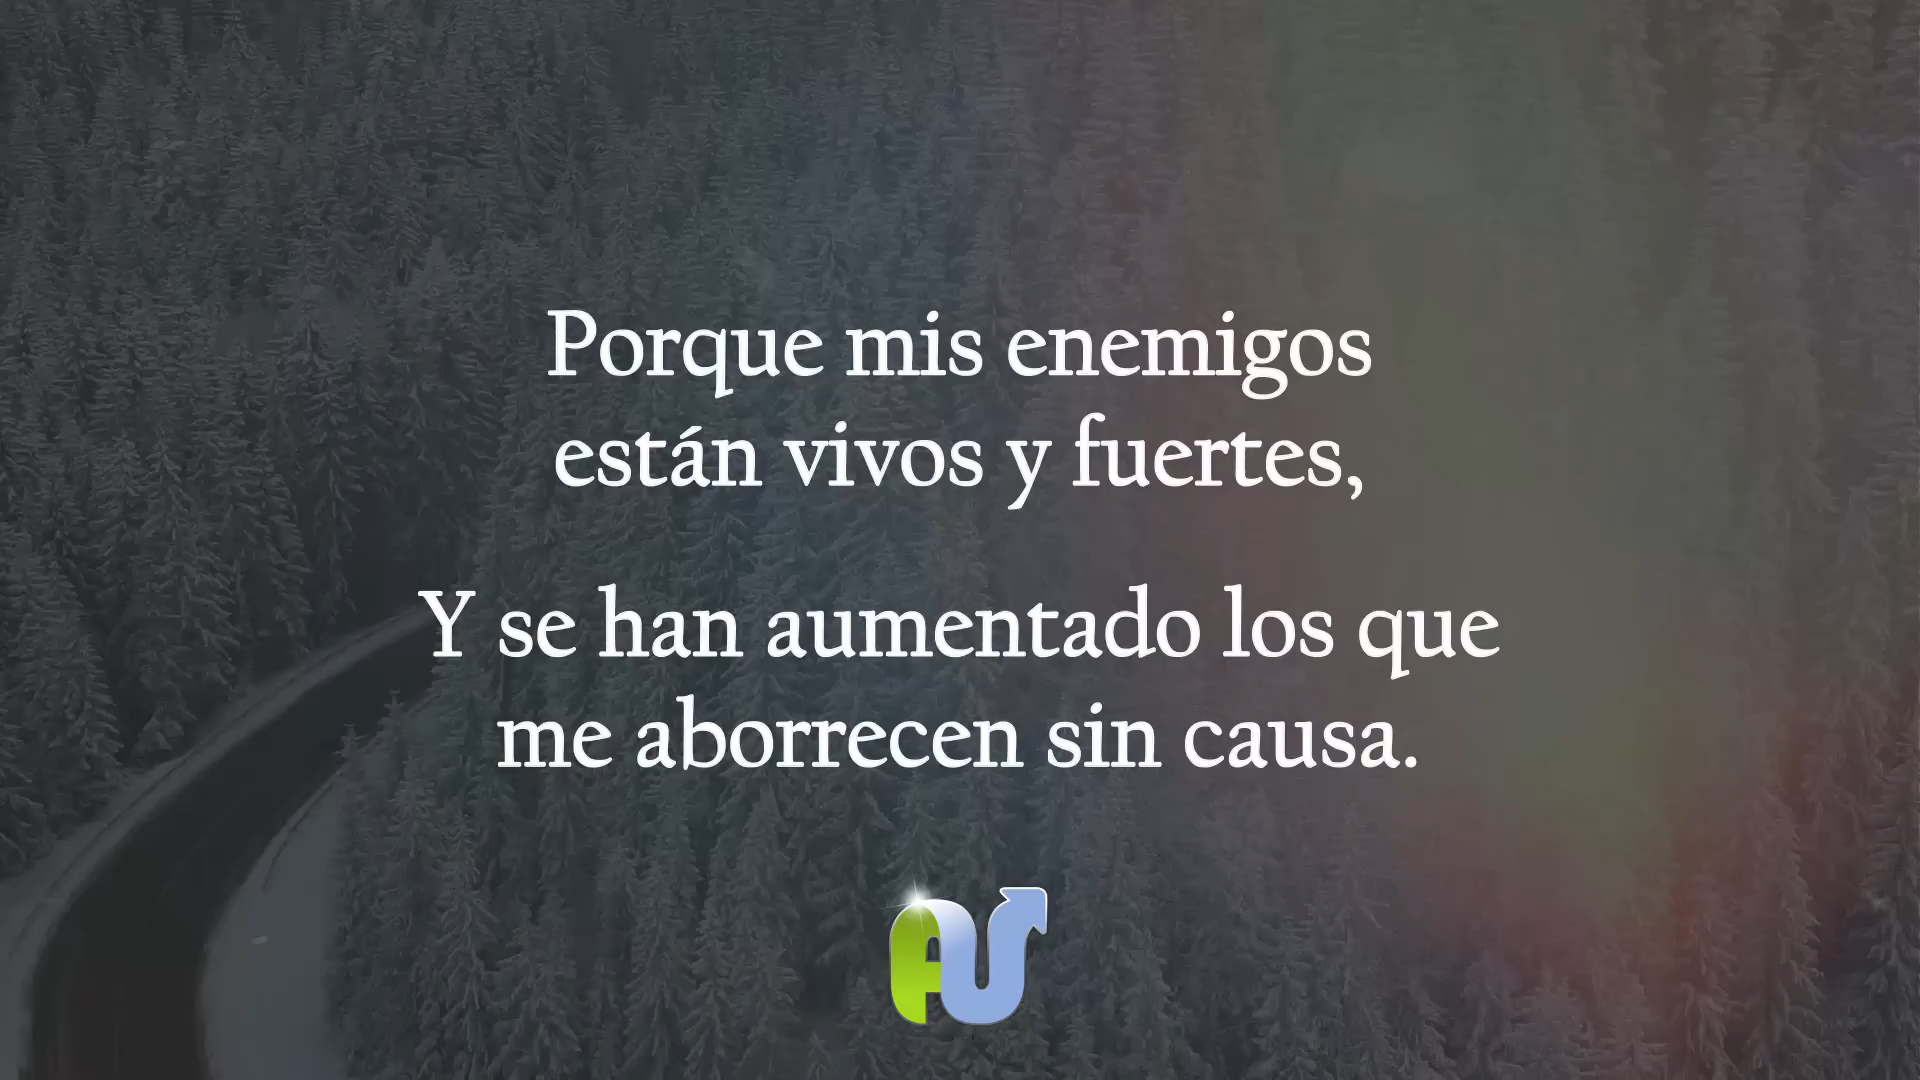 Porque mis enemigos
están vivos y fuertes,
Y se han aumentado los que
me aborrecen sin causa.